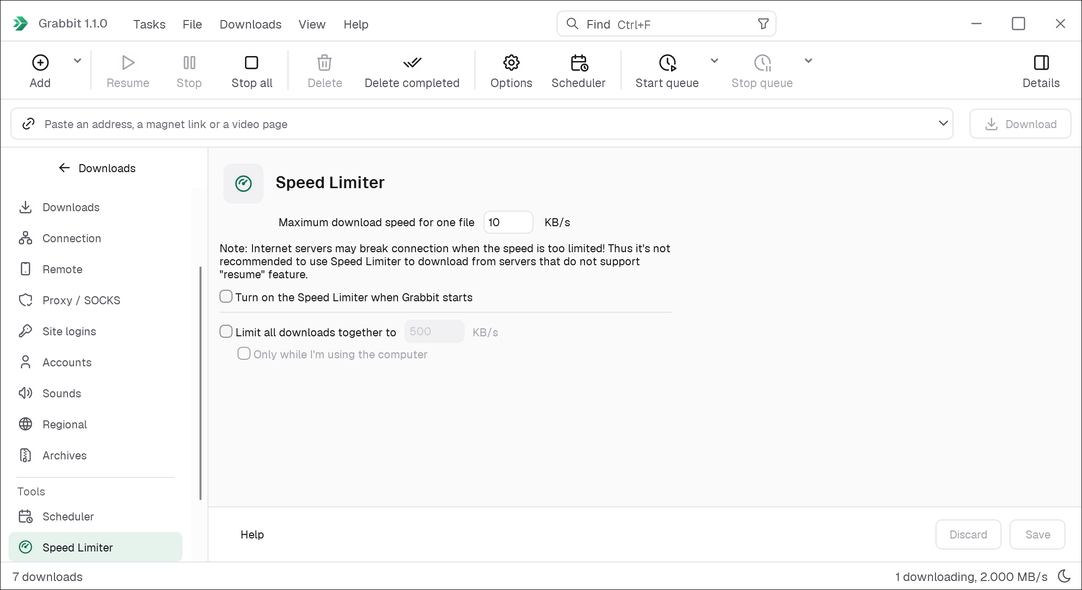 Grabbit 1.1.0 Tasks File Downloads View Help Find Ctrl+F
Add Resume Stop Stop all Delete Delete completed Options Scheduler Start queue Stop queue Details
Paste an address, a magnet link or a video page Download
Downloads
Downloads
Connection
Remote
Proxy / SOCKS
Site logins
Accounts
Sounds
Regional
Archives
Tools
Scheduler
Speed Limiter
Speed Limiter
Maximum download speed for one file 10 KB/s
Note: Internet servers may break connection when the speed is too limited! Thus it's not
recommended to use Speed Limiter to download from servers that do not support
"resume" feature.
Turn on the Speed Limiter when Grabbit starts
Limit all downloads together to 500 KB/s
Only while I'm using the computer
Help Discard Save
7 downloads 1 downloading, 2.000 MB/s